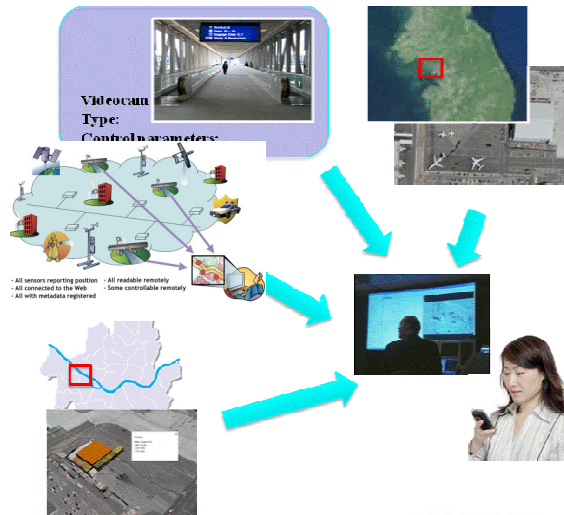 Videocam
Type:
Control parameters:
- All sensors reporting position
- All connected to the Web
- All with metadata registered
- All readable remotely
- Some controllable remotely